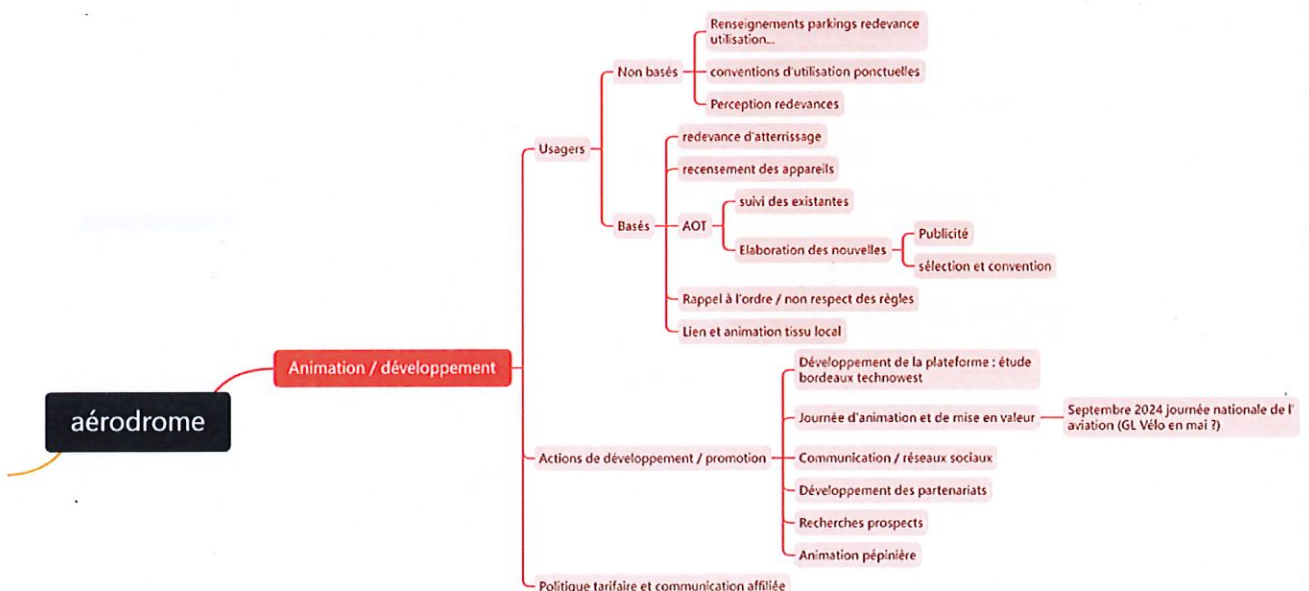 Renseignements parkings redevance
utilisation...
Non basés
conventions d'utilisation ponctuelles
Perception redevances
Usagers
redevance d'atterrissage
recensement des appareils
suivi des existantes
Basés
AOT
Publicité
Elaboration des nouvelles
sélection et convention
Rappel à l'ordre / non respect des règles
Lien et animation tissu local
Animation / développement
aérodrome
Développement de la plateforme : étude
bordeaux technowest
Journée d'animation et de mise en valeur
Septembre 2024 journée nationale de l'
aviation (GL Vélo en mai ?)
Actions de développement / promotion
Communication / réseaux sociaux
Développement des partenariats
Recherches prospects
Animation pépinière
Politique tarifaire et communication affiliée